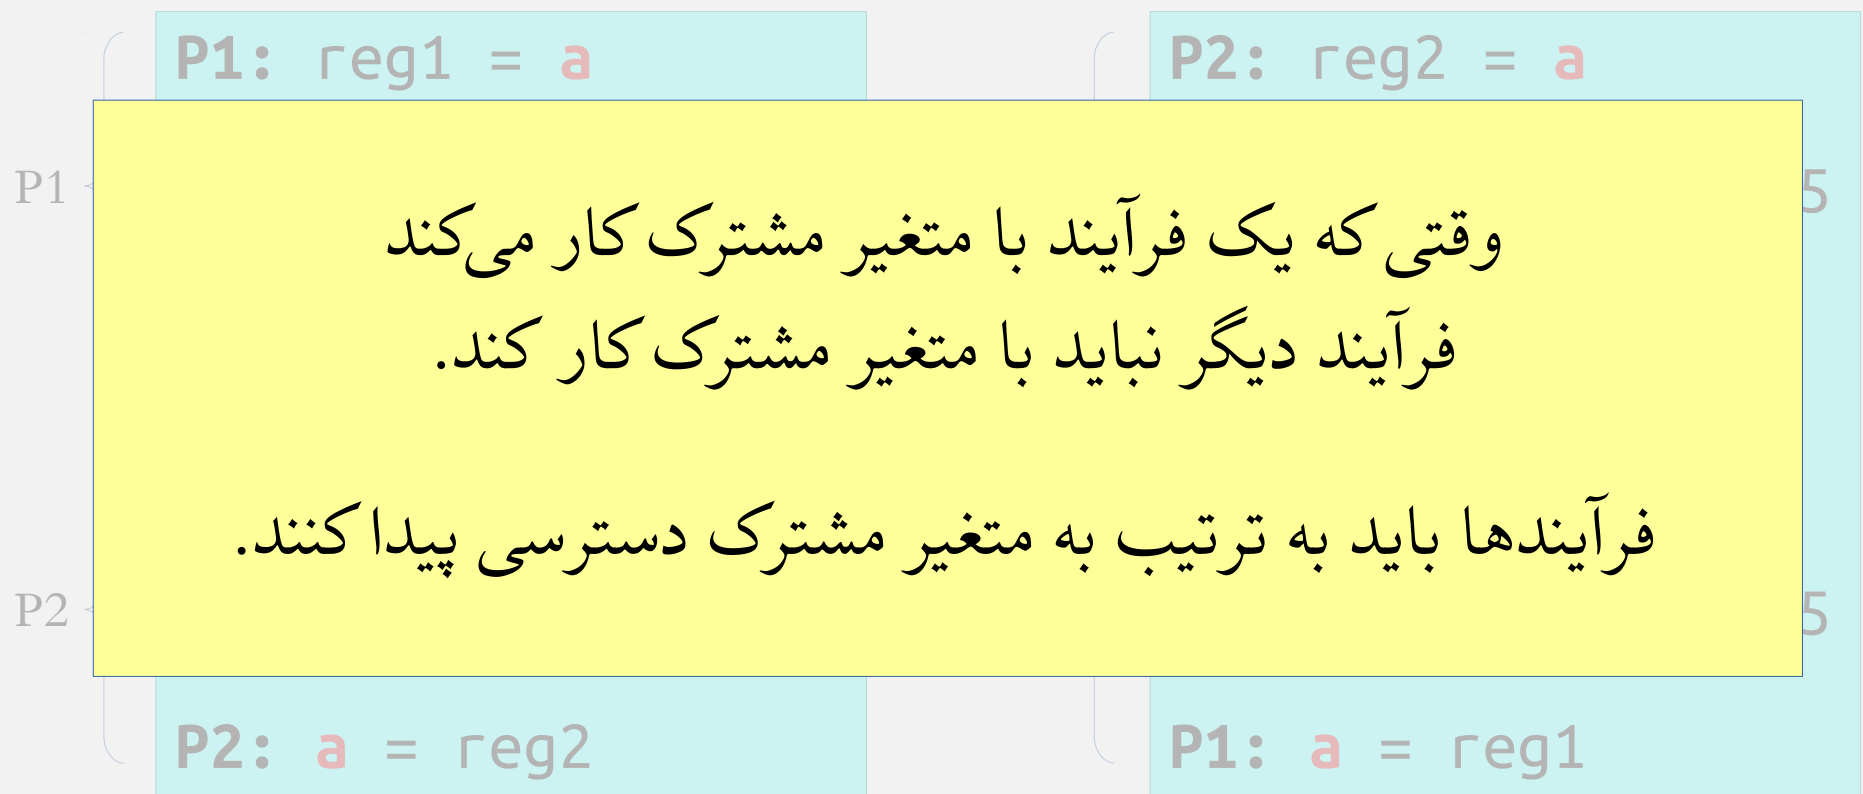 P1: reg1 = a
P2: reg2 = a
P1
5
وقتی که یک فرآیند با متغیر مشترک کار می‌کند
فرآیند دیگر نباید با متغیر مشترک کار کند.
فرآیندها باید به ترتیب به متغیر مشترک دسترسی پیدا کنند.
P2
5
P2: a = reg2
P1: a = reg1